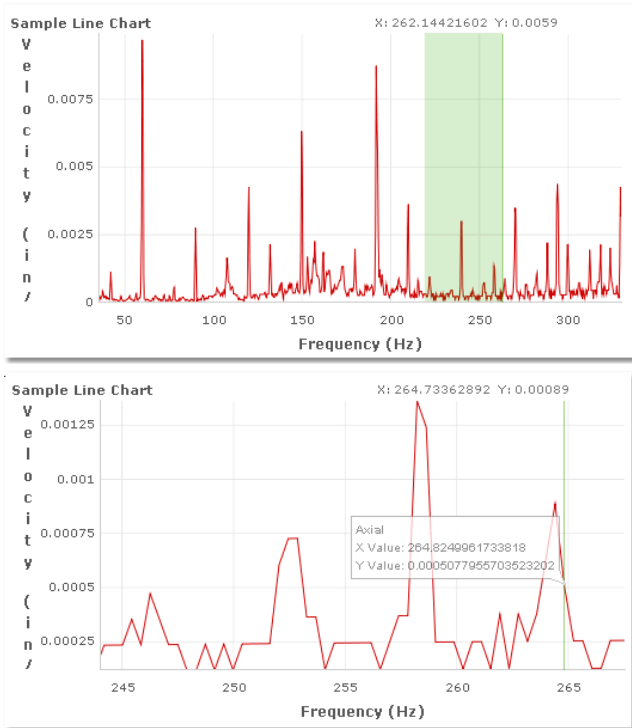 Sample Line Chart X: 262.14421602 Y: 0.0059
Velocity (in/
0.0075
0.005
0.0025
0
50 100 150 200 250 300
Frequency (Hz)
Sample Line Chart X: 264.73362892 Y: 0.00089
Velocity (in/
0.00125
0.001
0.00075
0.0005
0.00025
Axial
X Value: 264.8249961733818
Y Value: 0.0005077955703523202
245 250 255 260 265
Frequency (Hz)